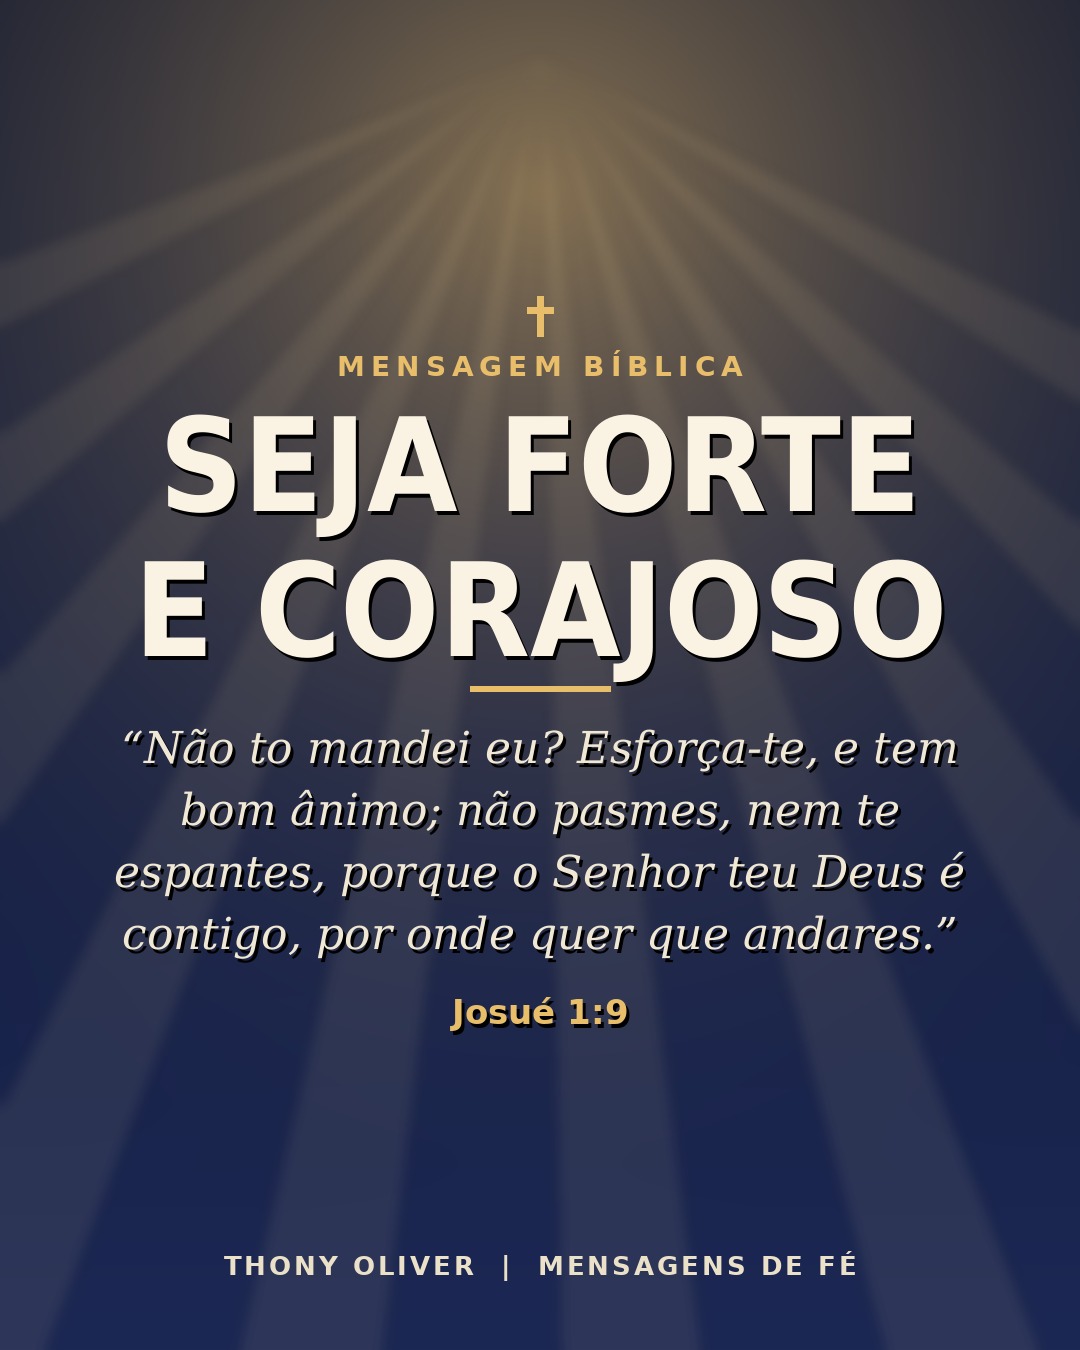 MENSAGEM BÍBLICA
SEJA FORTE
E CORAJOSO
“Não to mandei eu? Esforça-te, e tem
bom ânimo; não pasmes, nem te
espantes, porque o Senhor teu Deus é
contigo, por onde quer que andares.”
Josué 1:9
THONY OLIVER | MENSAGENS DE FÉ